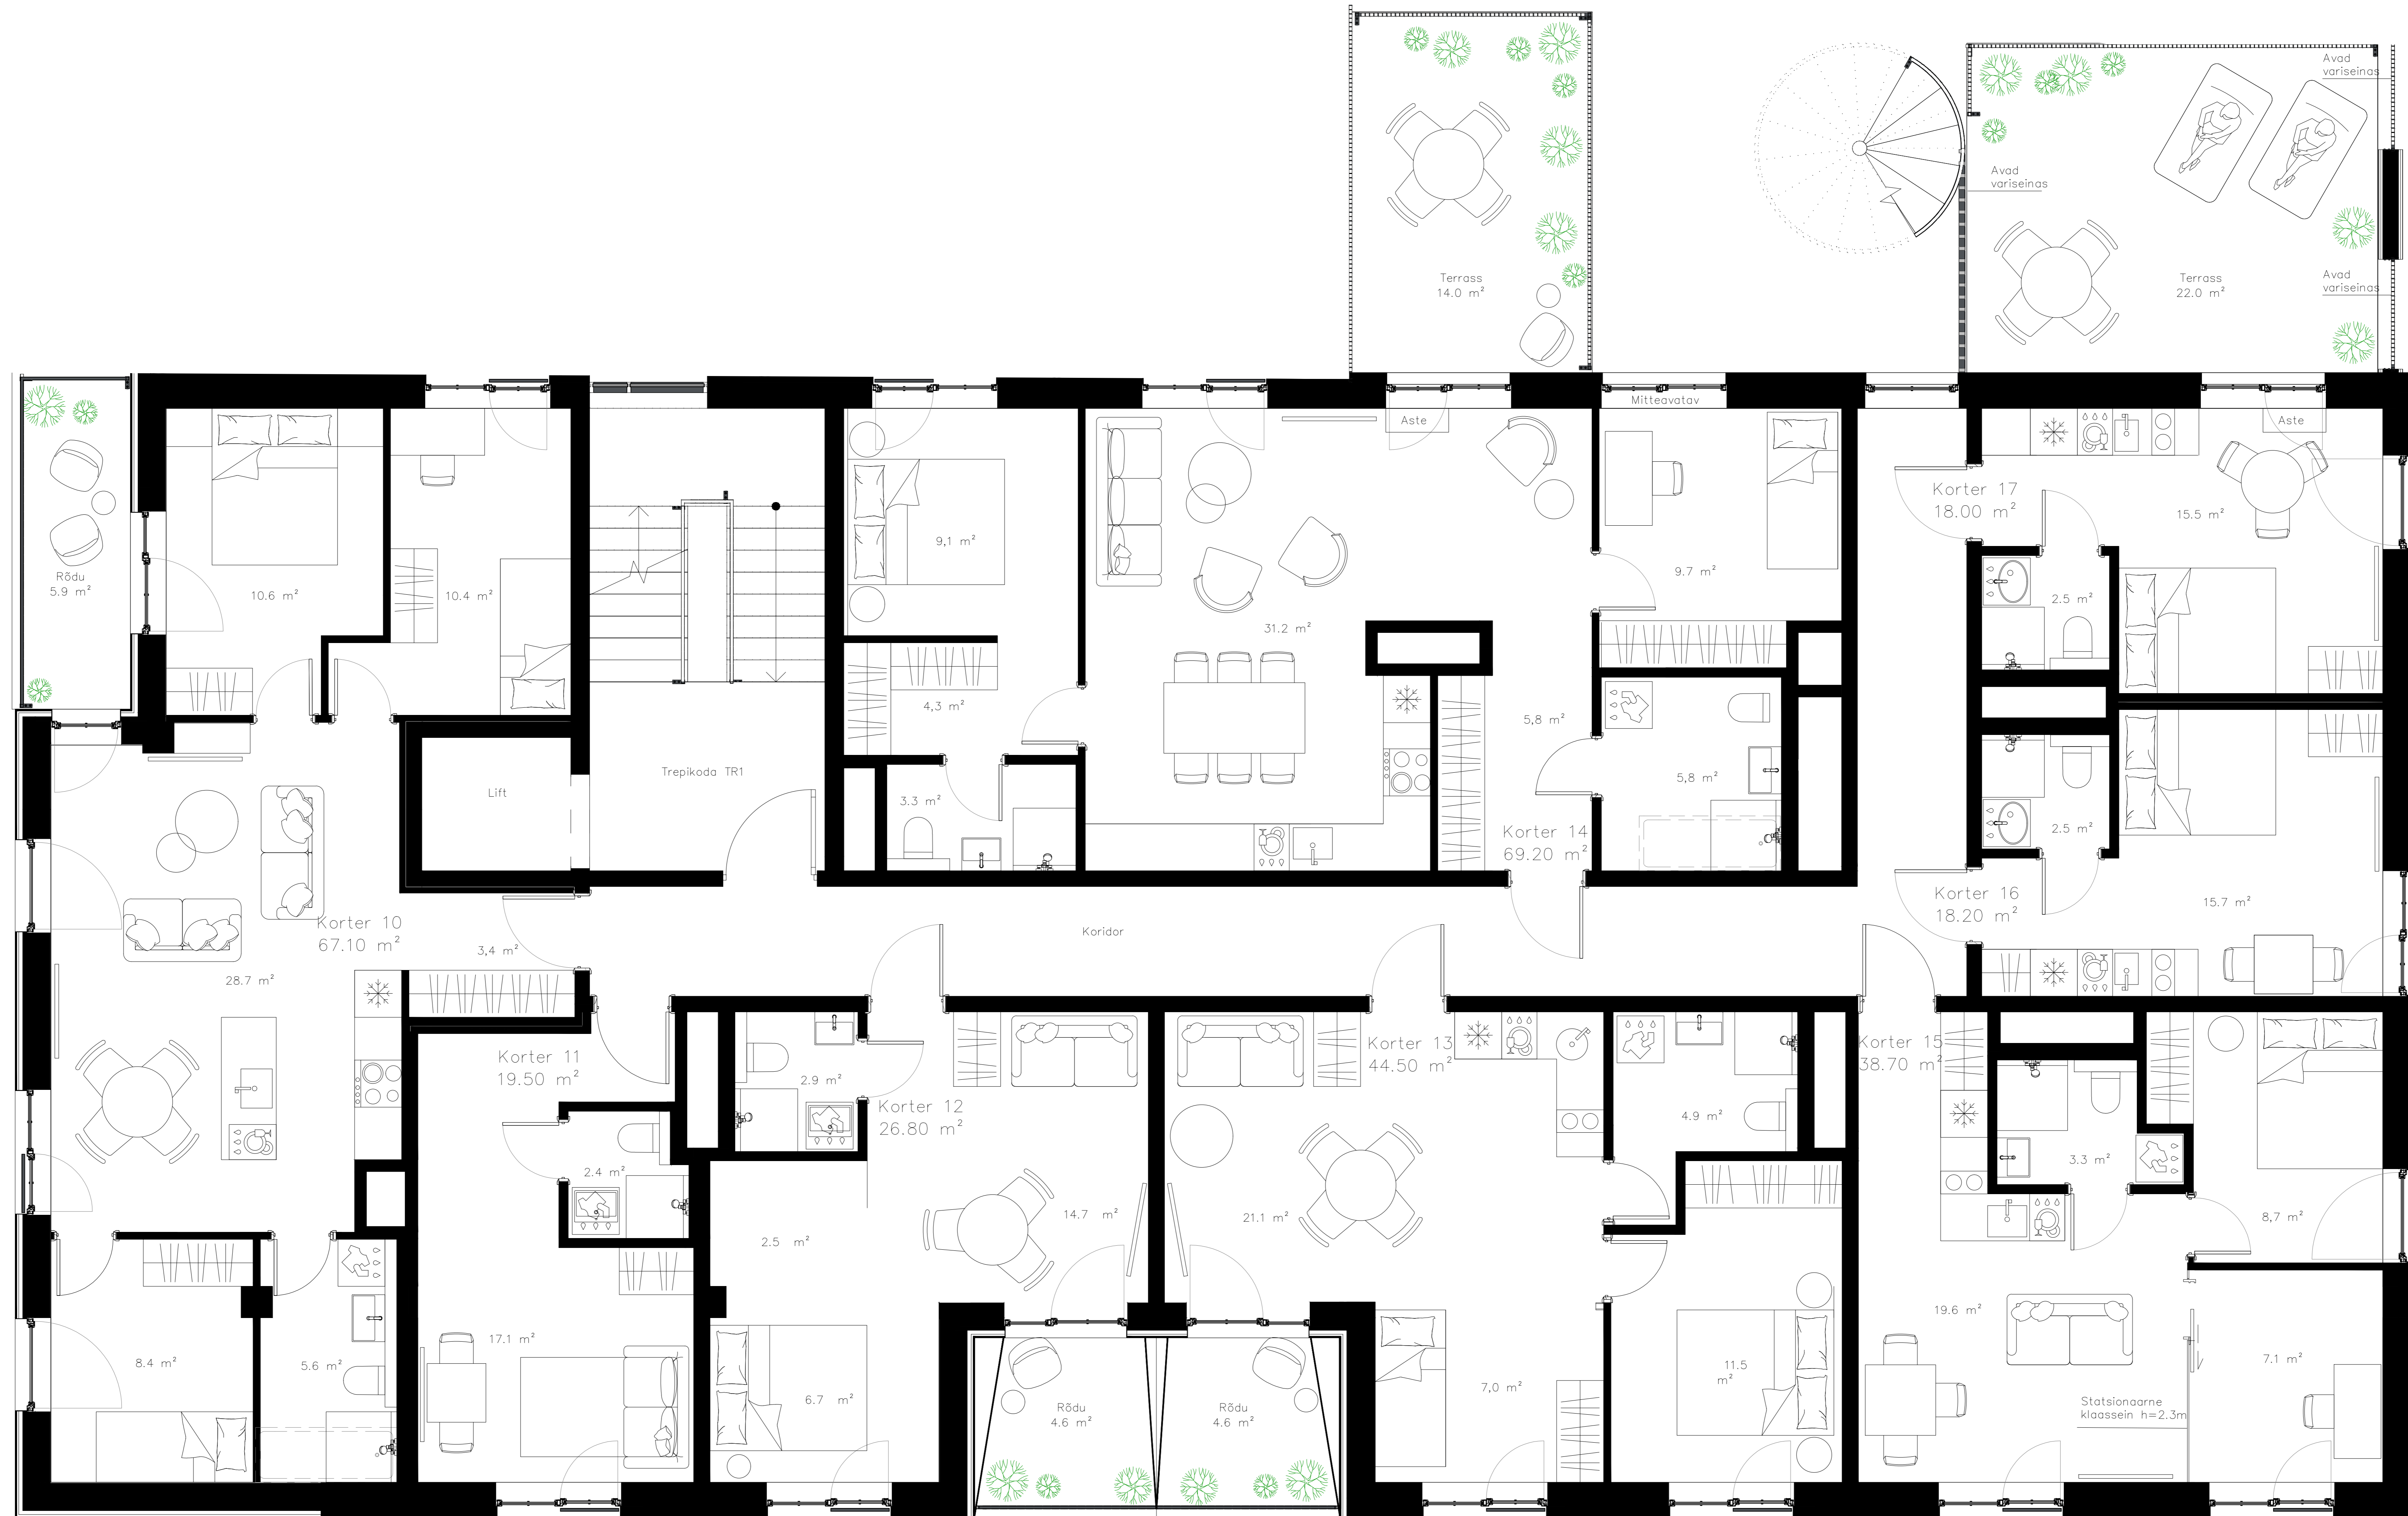 Avad
variseinas
Avad
variseinas
Terrass
14.0 m²
Terrass
22.0 m²
Avad
variseinas
Mitteavatav
Aste
Aste
Korter 17
18.00 m²
15.5 m²
9,1 m²
9.7 m²
Rõdu
5.9 m²
10.6 m²
10.4 m²
2.5 m²
31.2 m²
4,3 m²
5,8 m²
Trepikoda TR1
5,8 m²
Lift
3.3 m²
Korter 14
69.20 m²
2.5 m²
Korter 16
18.20 m²
15.7 m²
Korter 10
67.10 m²
3,4 m²
Koridor
28.7 m²
Korter 11
19.50 m²
Korter 13
44.50 m²
Korter 15
38.70 m²
2.9 m²
Korter 12
26.80 m²
4.9 m²
2.4 m²
3.3 m²
14.7 m²
21.1 m²
8,7 m²
2.5 m²
19.6 m²
17.1 m²
8.4 m²
5.6 m²
7.1 m²
11.5
m²
6.7 m²
7,0 m²
Rõdu
4.6 m²
Rõdu
4.6 m²
Statsionaarne
klaassein h=2.3m